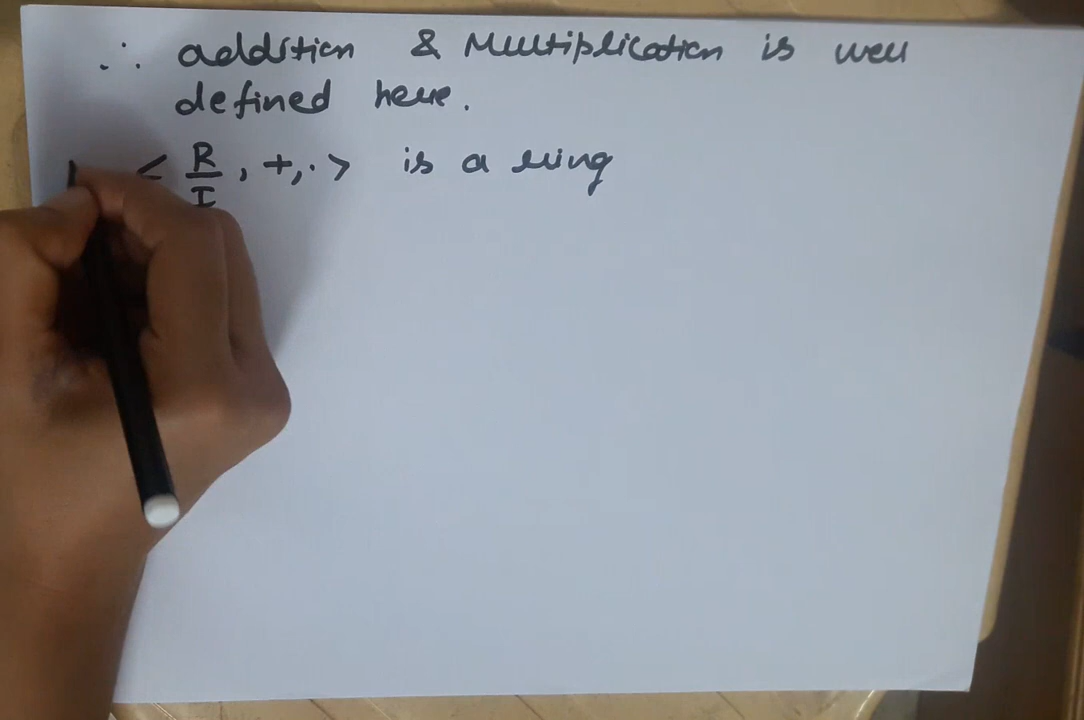 ∴ addition & Multiplication is well
defined here.
< R/I , +, · > is a ring